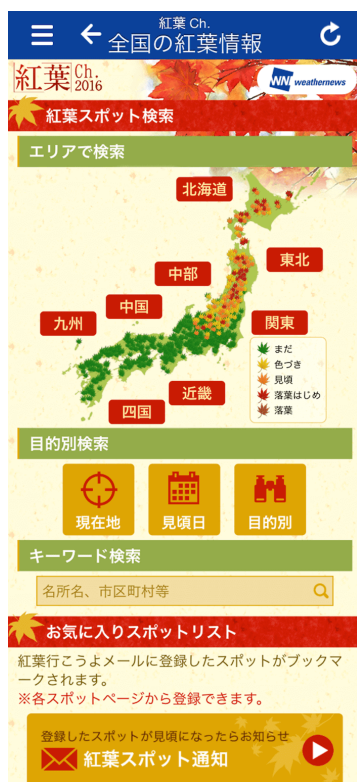 紅葉 Ch.
全国の紅葉情報
紅葉 Ch. 2016
WNI weathernews
紅葉スポット検索
エリアで検索
北海道
東北
中部
中国
九州
関東
近畿
四国
まだ
色づき
見頃
落葉はじめ
落葉
目的別検索
現在地
見頃日
目的別
キーワード検索
名所名、市区町村等
お気に入りスポットリスト
紅葉行こうよメールに登録したスポットがブックマ
ークされます。
※各スポットページから登録できます。
登録したスポットが見頃になったらお知らせ
紅葉スポット通知